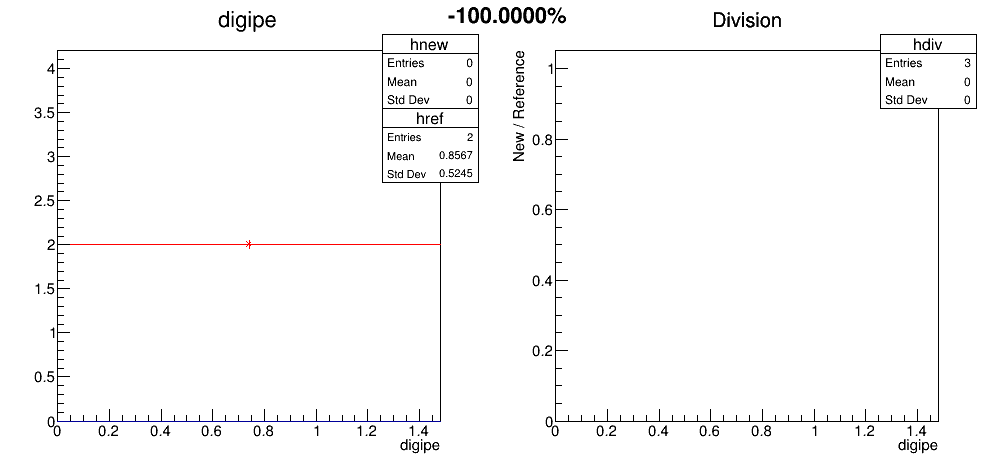 -100.0000%
digipe
hnew
Entries 0
Mean 0
Std Dev 0
href
Entries 2
Mean 0.8567
Std Dev 0.5245
4
3.5
3
2.5
2
1.5
1
0.5
0
0 0.2 0.4 0.6 0.8 1 1.2 1.4
digipe
Division
hdiv
Entries 3
Mean 0
Std Dev 0
New / Reference
1
0.8
0.6
0.4
0.2
0
0 0.2 0.4 0.6 0.8 1 1.2 1.4
digipe